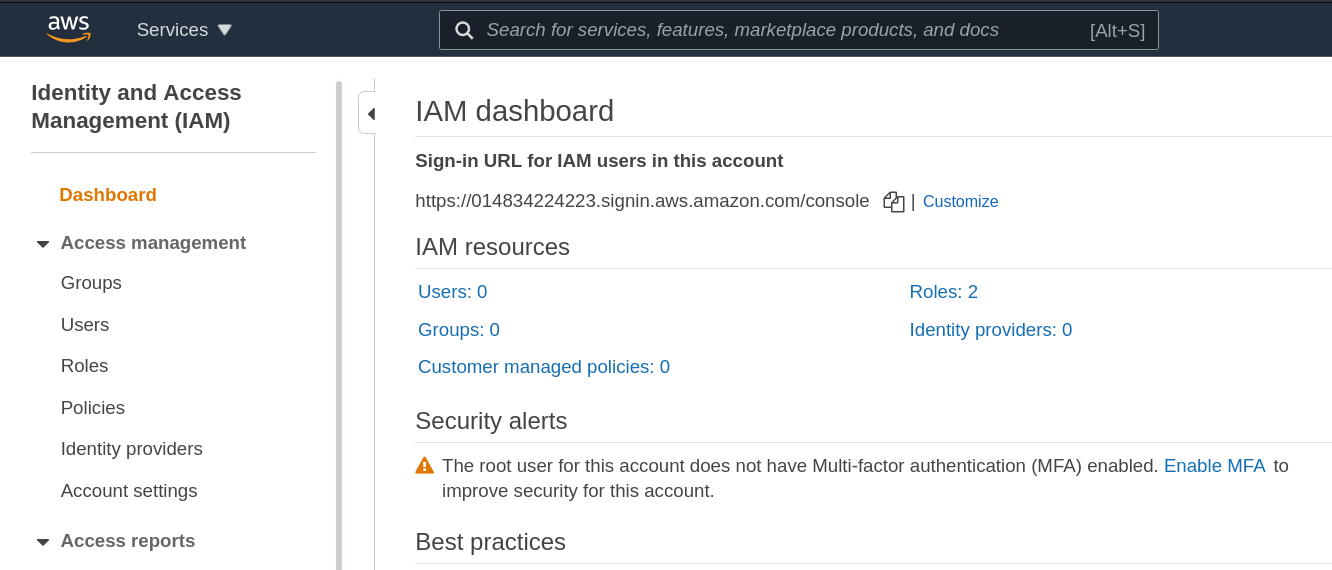 aws
Services
Search for services, features, marketplace products, and docs
[Alt+S]
Identity and Access
Management (IAM)
Dashboard
Access management
Groups
Users
Roles
Policies
Identity providers
Account settings
Access reports
IAM dashboard
Sign-in URL for IAM users in this account
https://014834224223.signin.aws.amazon.com/console | Customize
IAM resources
Users: 0
Roles: 2
Groups: 0
Identity providers: 0
Customer managed policies: 0
Security alerts
The root user for this account does not have Multi-factor authentication (MFA) enabled. Enable MFA to
improve security for this account.
Best practices